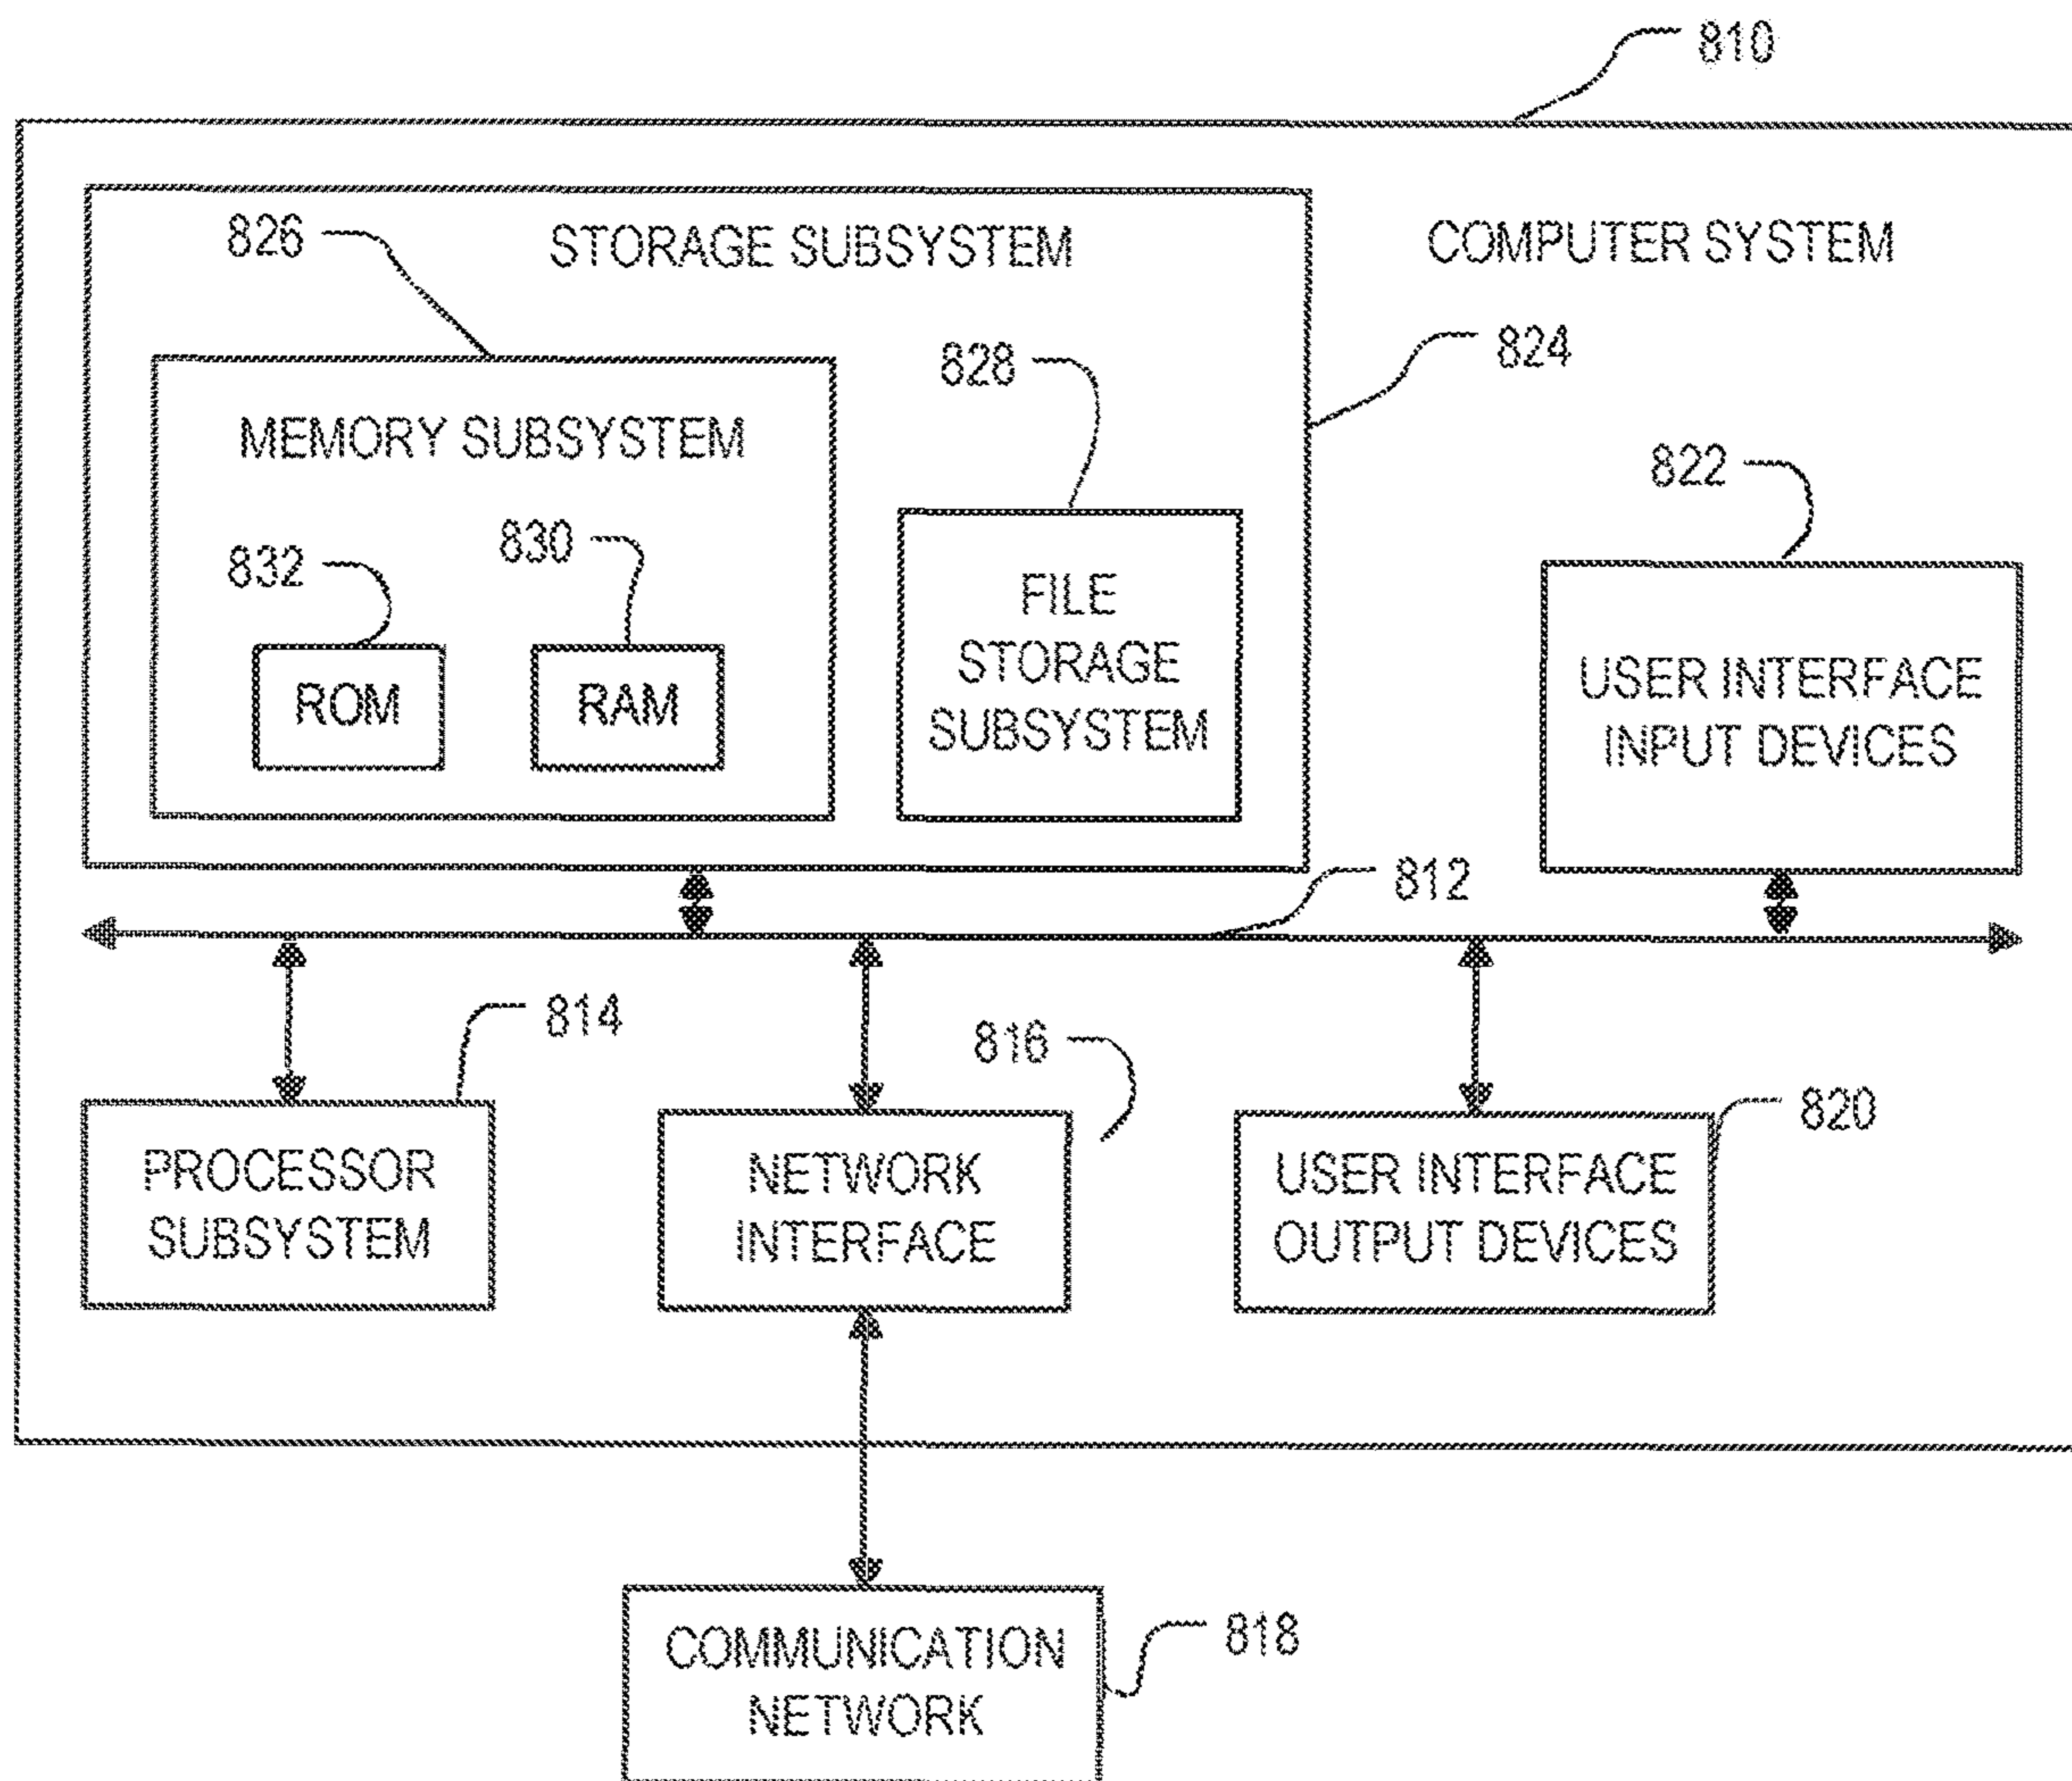 810
826
STORAGE SUBSYSTEM
COMPUTER SYSTEM
824
828
MEMORY SUBSYSTEM
822
832
830
ROM
RAM
FILE
STORAGE
SUBSYSTEM
USER INTERFACE
INPUT DEVICES
812
814
816
820
PROCESSOR
SUBSYSTEM
NETWORK
INTERFACE
USER INTERFACE
OUTPUT DEVICES
COMMUNICATION
NETWORK
818